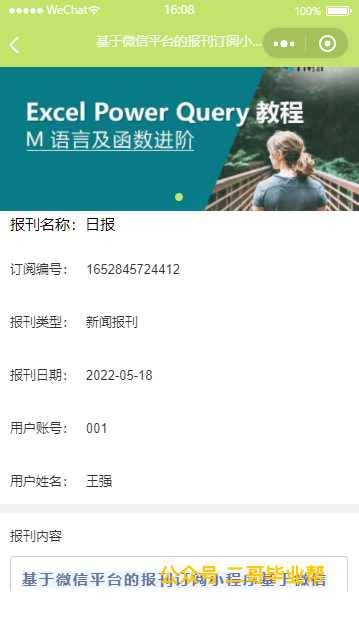 WeChat
16:08
100%
基于微信平台的报刊订阅小...
Excel Power Query 教程
M 语言及函数进阶
报刊名称：日报
订阅编号： 1652845724412
报刊类型： 新闻报刊
报刊日期： 2022-05-18
用户账号： 001
用户姓名： 王强
报刊内容
公众号 三哥毕业帮
基于微信平台的报刊订阅小程序基于微信